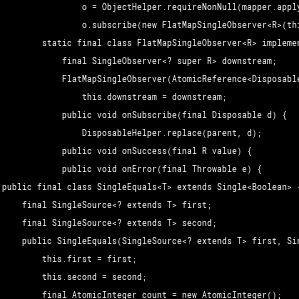 o = ObjectHelper.requireNonNull(mapper.apply
o.subscribe(new FlatMapSingleObserver<R>(thi
static final class FlatMapSingleObserver<R> implemen
final SingleObserver<? super R> downstream;
FlatMapSingleObserver(AtomicReference<Disposable
this.downstream = downstream;
public void onSubscribe(final Disposable d) {
DisposableHelper.replace(parent, d);
public void onSuccess(final R value) {
public void onError(final Throwable e) {
public final class SingleEquals<T> extends Single<Boolean> {
final SingleSource<? extends T> first;
final SingleSource<? extends T> second;
public SingleEquals(SingleSource<? extends T> first, Sin
this.first = first;
this.second = second;
final AtomicInteger count = new AtomicInteger();